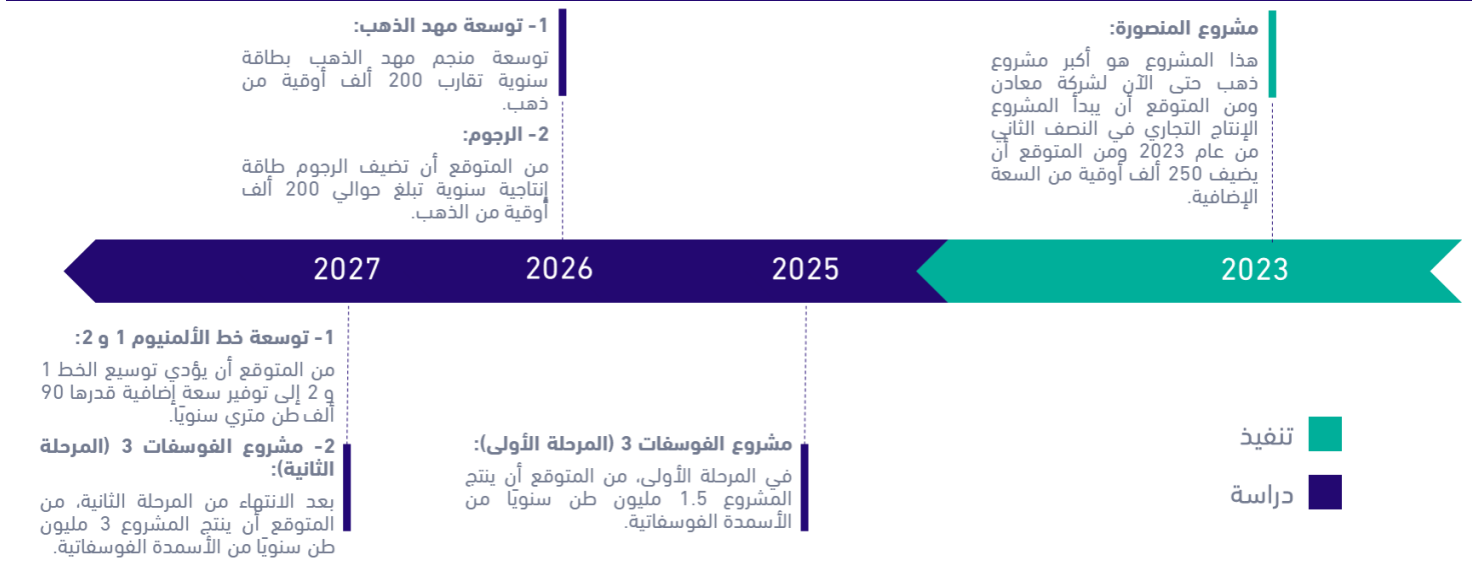 مشروع المنصورة:
هذا المشروع هو أكبر مشروع
ذهب حتى الآن لشركة معادن
ومن المتوقع أن يبدأ المشروع
الإنتاج التجاري في النصف الثاني
من عام 2023 ومن المتوقع أن
يضيف 250 ألف أوقية من السعة
الإضافية.
1- توسعة مهد الذهب:
توسعة منجم مهد الذهب بطاقة
سنوية تقارب 200 ألف أوقية من
ذهب.
2- الرجوم:
من المتوقع أن تضيف الرجوم طاقة
إنتاجية سنوية تبلغ حوالي 200 ألف
أوقية من الذهب.
2023
2025
2026
2027
مشروع الفوسفات 3 (المرحلة الأولى):
في المرحلة الأولى، من المتوقع أن ينتج
المشروع 1.5 مليون طن سنويًا من
الأسمدة الفوسفاتية.
1- توسعة خط الألمنيوم 1 و 2:
من المتوقع أن يؤدي توسيع الخط 1
و 2 إلى توفير سعة إضافية قدرها 90
ألف طن متري سنويًا.
2- مشروع الفوسفات 3 (المرحلة
الثانية):
بعد الانتهاء من المرحلة الثانية، من
المتوقع أن ينتج المشروع 3 مليون
طن سنويًا من الأسمدة الفوسفاتية.
تنفيذ
دراسة